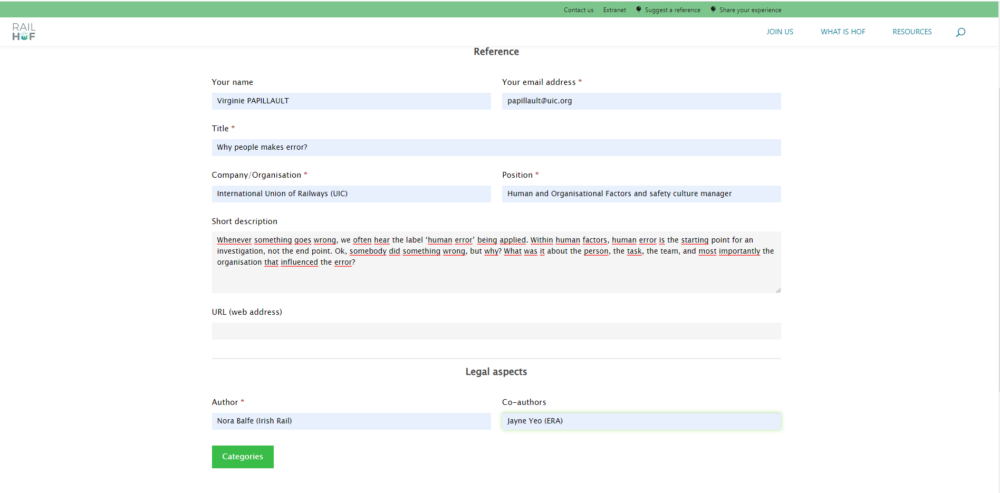 Contact us Extranet Suggest a reference Share your experience
RAIL
HOF
JOIN US WHAT IS HOF RESOURCES
Reference
Your name Your email address *
Virginie PAPILLAULT papillault@uic.org
Title *
Why people makes error?
Company/Organisation * Position *
International Union of Railways (UIC) Human and Organisational Factors and safety culture manager
Short description
Whenever something goes wrong, we often hear the label ‘human error’ being applied. Within human factors, human error is the starting point for an
investigation, not the end point. Ok, somebody did something wrong, but why? What was it about the person, the task, the team, and most importantly the
organisation that influenced the error?
URL (web address)
Legal aspects
Author * Co-authors
Nora Balfe (Irish Rail) Jayne Yeo (ERA)
Categories